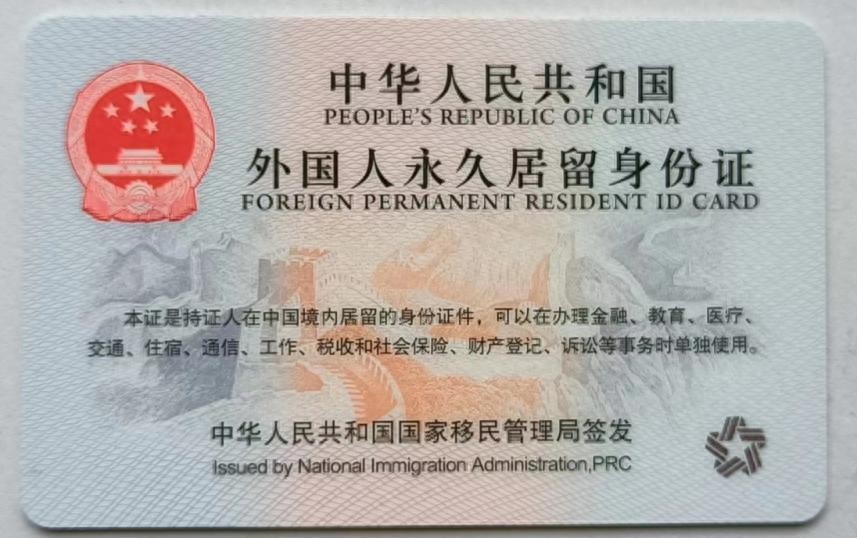 中华人民共和国
PEOPLE'S REPUBLIC OF CHINA
外国人永久居留身份证
FOREIGN PERMANENT RESIDENT ID CARD
本证是持证人在中国境内居留的身份证件，可以在办理金融、教育、医疗、
交通、住宿、通信、工作、税收和社会保险、财产登记、诉讼等事务时单独使用。
中华人民共和国国家移民管理局签发
Issued by National Immigration Administration,PRC